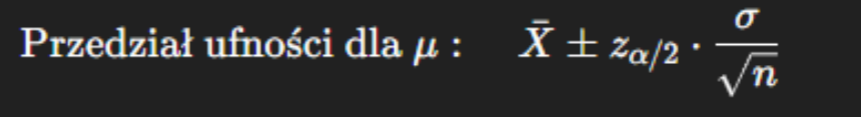 Przedział ufności dla μ : X̄ ± z_{α/2} · σ/√n